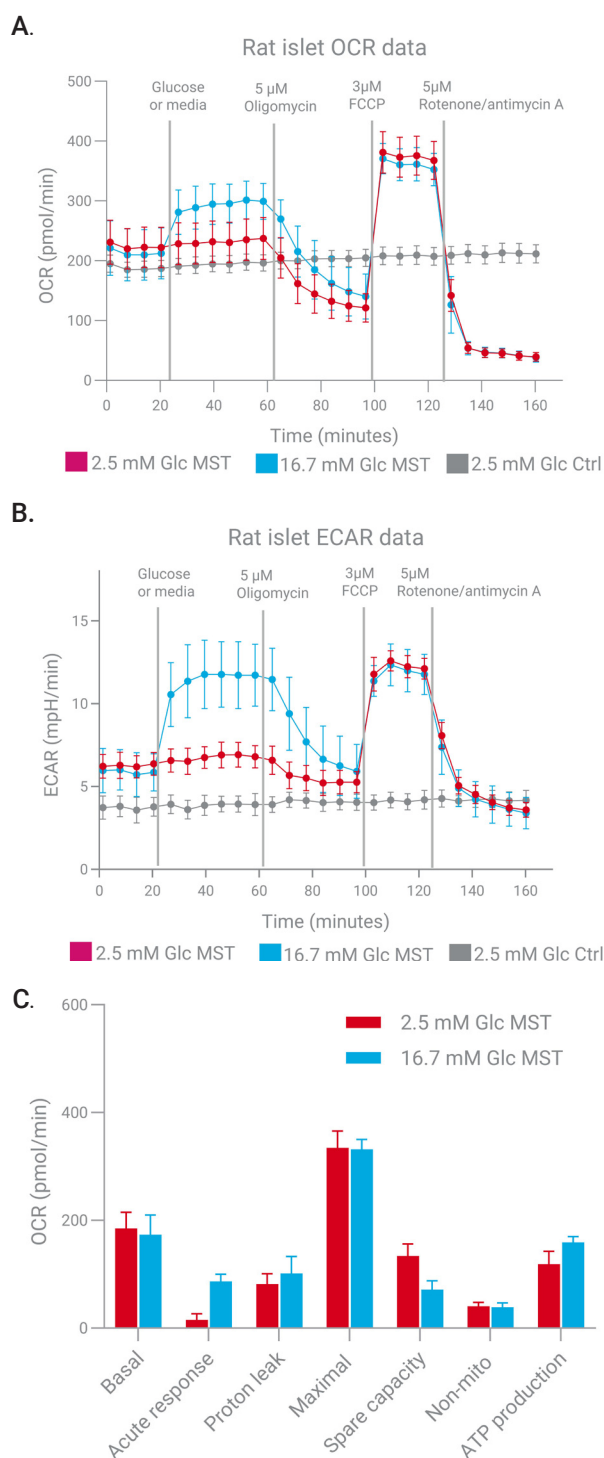 A.
Rat islet OCR data
Glucose
or media
5 µM
Oligomycin
3µM
FCCP
5µM
Rotenone/antimycin A
OCR (pmol/min)
500
400
300
200
100
0
0 20 40 60 80 100 120 140 160
Time (minutes)
2.5 mM Glc MST 16.7 mM Glc MST 2.5 mM Glc Ctrl
B.
Rat islet ECAR data
Glucose
or media
5 µM
Oligomycin
3µM
FCCP
5µM
Rotenone/antimycin A
ECAR (mpH/min)
15
10
5
0
0 20 40 60 80 100 120 140 160
Time (minutes)
2.5 mM Glc MST 16.7 mM Glc MST 2.5 mM Glc Ctrl
C.
2.5 mM Glc MST
16.7 mM Glc MST
OCR (pmol/min)
600
400
200
0
Basal
Acute response
Proton leak
Maximal
Spare capacity
Non-mito
ATP production